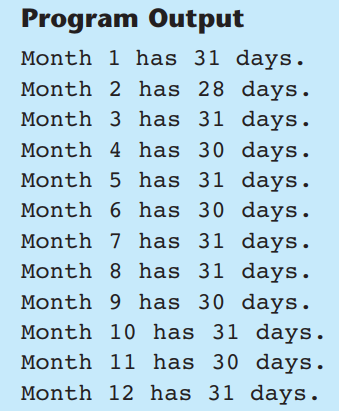 Program Output
Month 1 has 31 days.
Month 2 has 28 days.
Month 3 has 31 days.
Month 4 has 30 days.
Month 5 has 31 days.
Month 6 has 30 days.
Month 7 has 31 days.
Month 8 has 31 days.
Month 9 has 30 days.
Month 10 has 31 days.
Month 11 has 30 days.
Month 12 has 31 days.